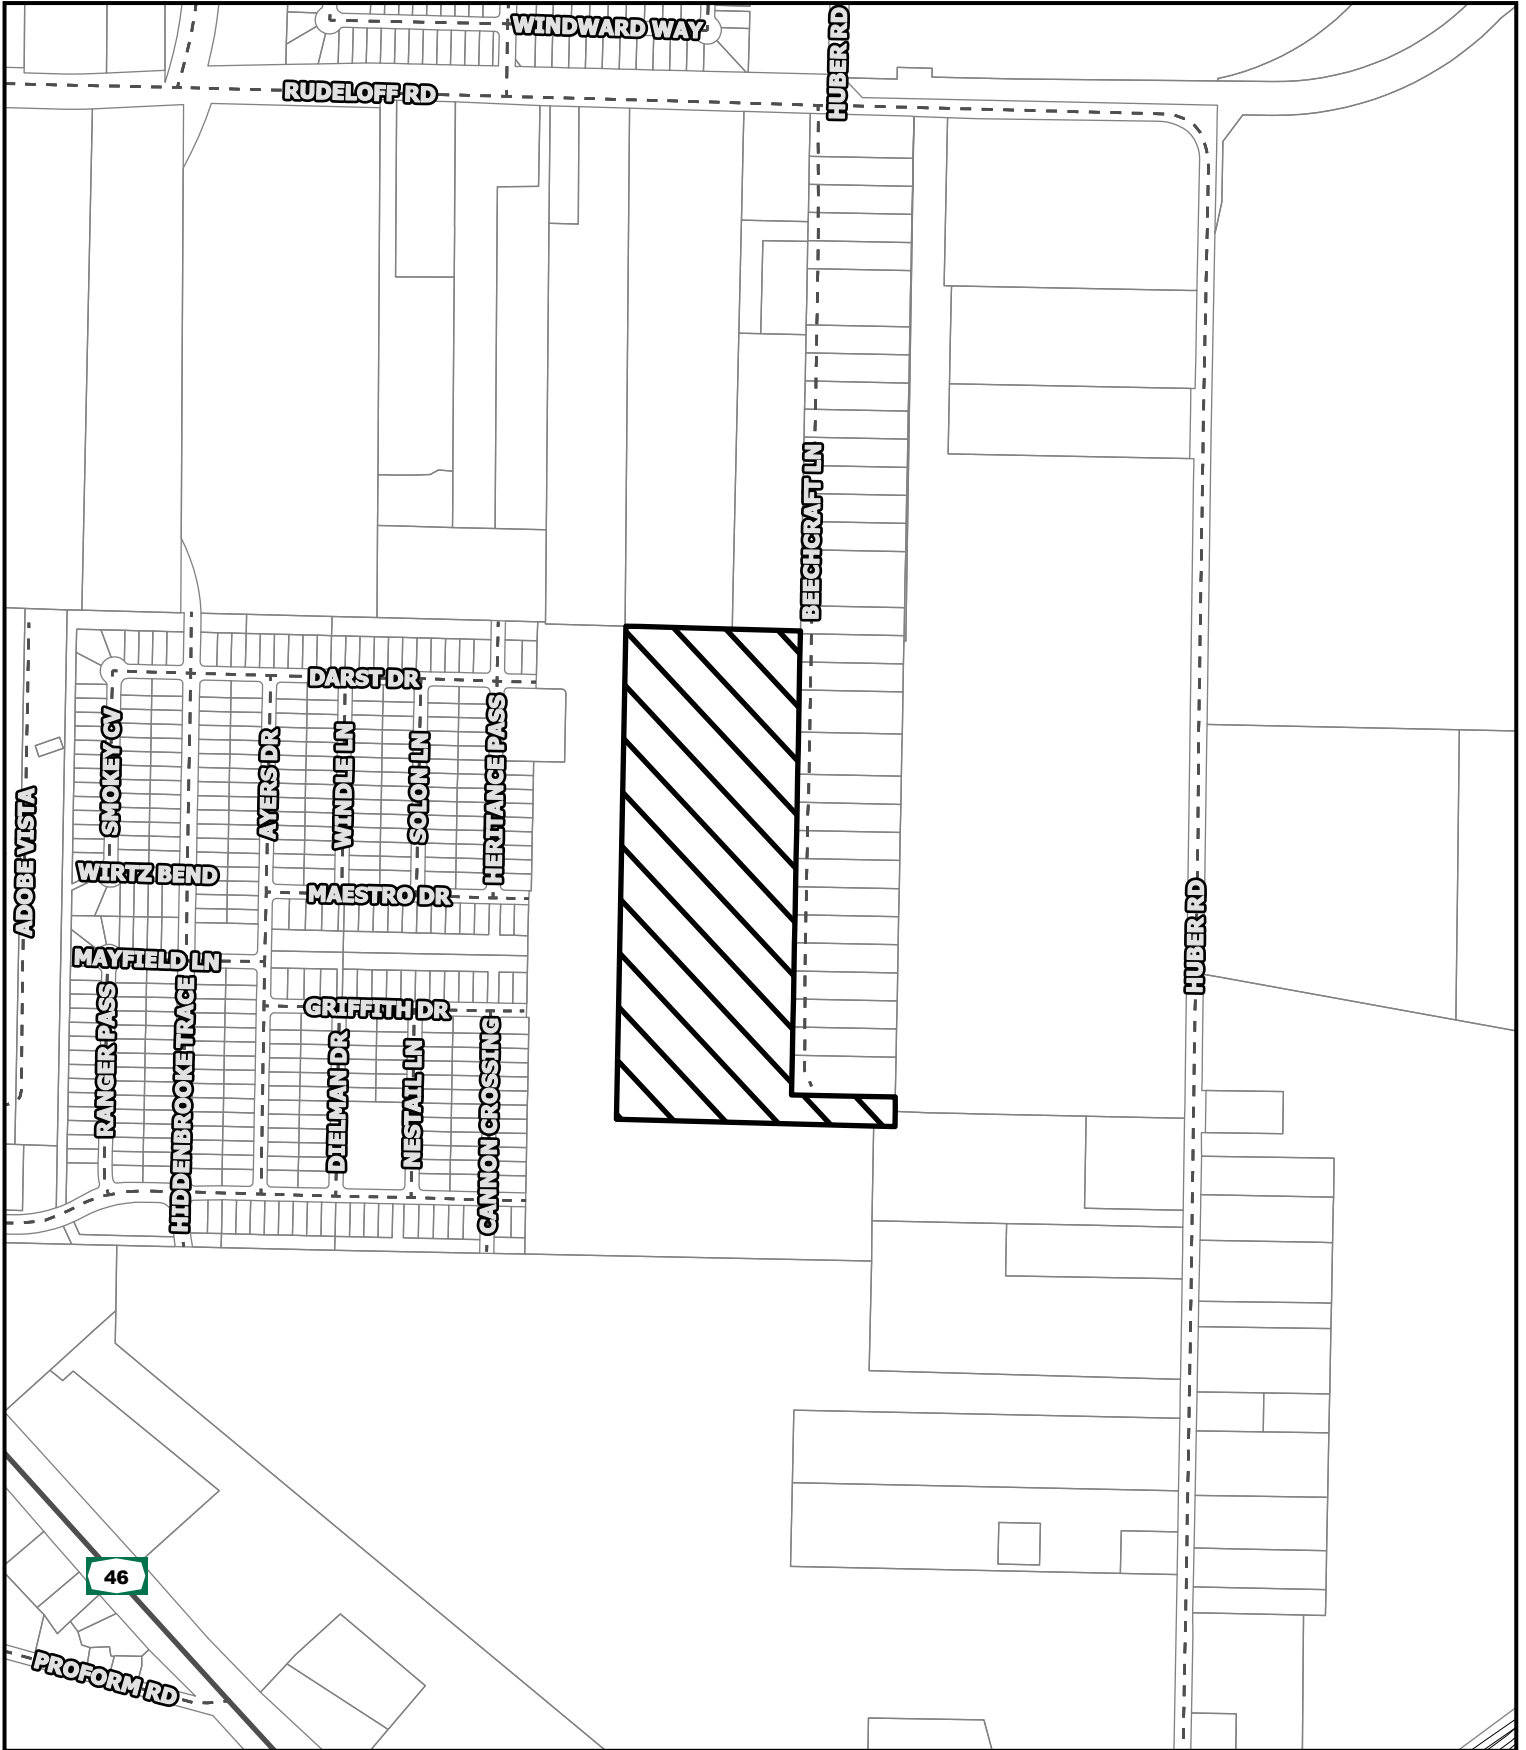 WINDWARD WAY
HUBER RD
RUDELOFF RD
BEECHCRAFT LN
DARST DR
SMOKEY CV
AYERS DR
WINDLE LN
SOLON LN
HERITANCE PASS
ADOBE VISTA
WIRTZ BEND
MAESTRO DR
HUBER RD
MAYFIELD LN
GRIFFITH DR
RANGER PASS
HIDDENBROOKE TRACE
DIELMAN DR
NESTAIL LN
CANNON CROSSING
46
PROFORM RD